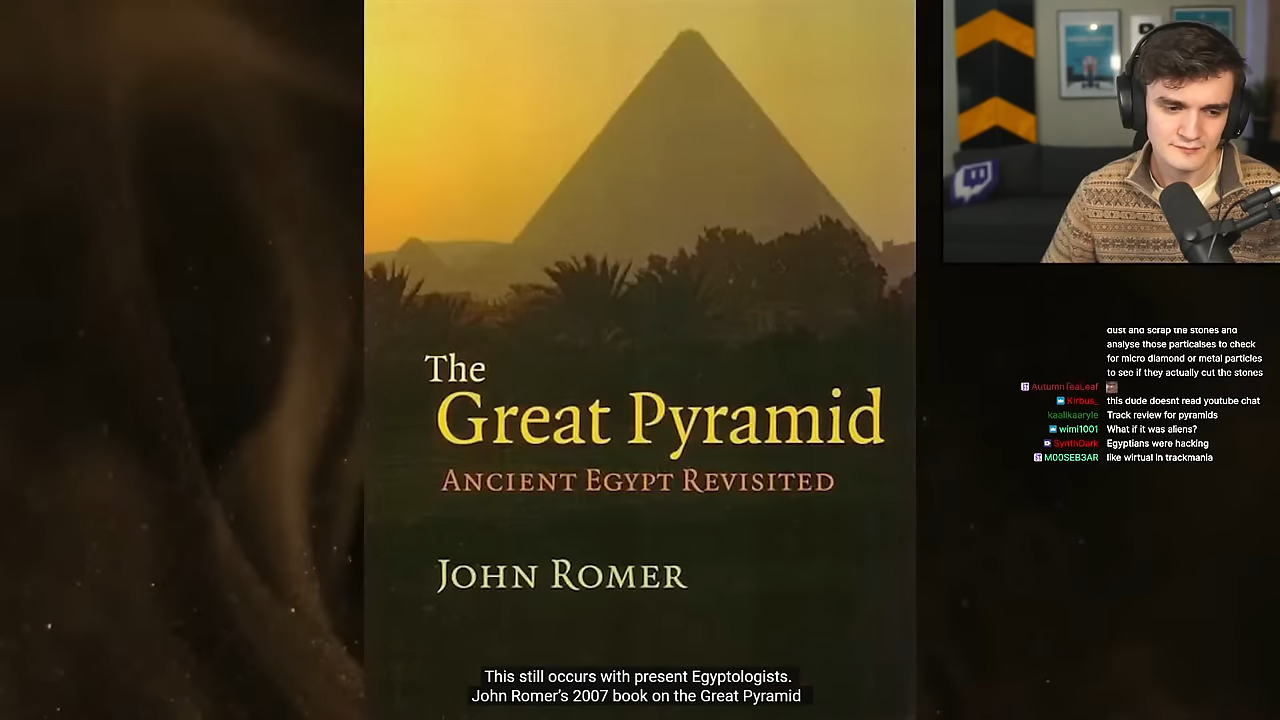 The
Great Pyramid
ANCIENT EGYPT REVISITED
JOHN ROMER
This still occurs with present Egyptologists.
John Romer's 2007 book on the Great Pyramid
dust and scrap the stones and
analyse those particalses to check
for micro diamond or metal particles
to see if they actually cut the stones
AutumnTeaLeaf
Kirbus_ this dude doesnt read youtube chat
kaalikaaryle Track review for pyramids
wimi1001 What if it was aliens?
SynthDark Egyptians were hacking
M00SEB3AR like wirtual in trackmania